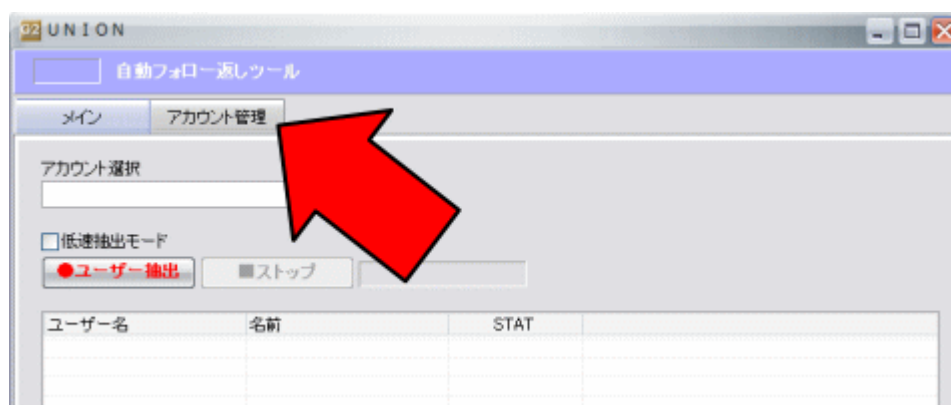 G2 UNION
自動フォロー返しツール
メイン アカウント管理
アカウント選択
低速抽出モード
●ユーザー抽出 ■ストップ
ユーザー名 名前 STAT